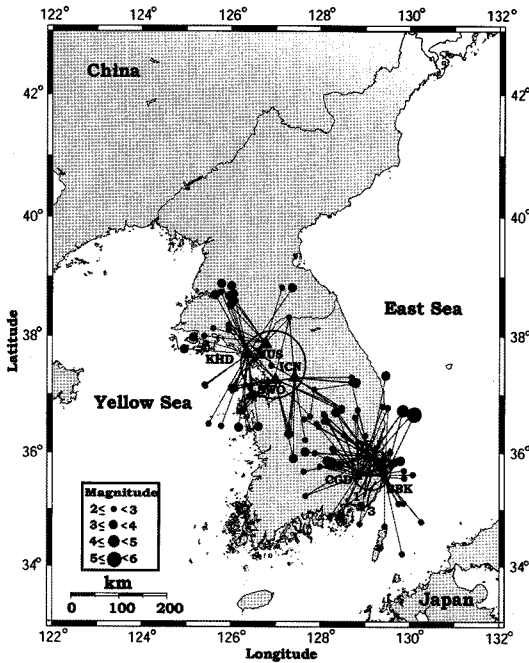 122° 124° 126° 128° 130° 132°
China
42°
42°
40°
40°
East Sea
38°
38°
KHD
ICN
Yellow Sea
36°
36°
Magnitude
2≤ <3
3≤ <4
4≤ <5
5≤ <6
34°
34°
km
0 100 200
Japan
122° 124° 126° 128° 130° 132°
Longitude
Latitude